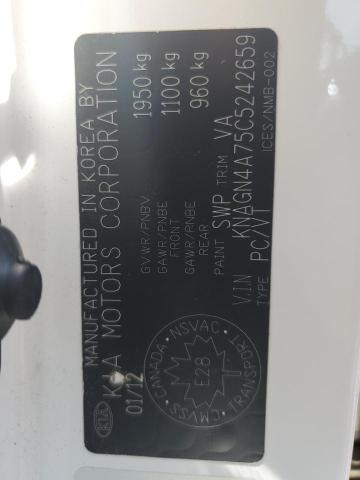 MANUFACTURED IN KOREA BY
KIA KIA MOTORS CORPORATION
01/12
GVWR/PNBV 1950 kg
GAWR/PNBE FRONT 1100 kg
GAWR/PNBE REAR 960 kg
PAINT SWP TRIM VA
V.I.N KNAGN4A75C5242659
TYPE PC/VT ICES/NMB-002
CANADA · NSVAC · TRANSPORT · CMVSS
E28